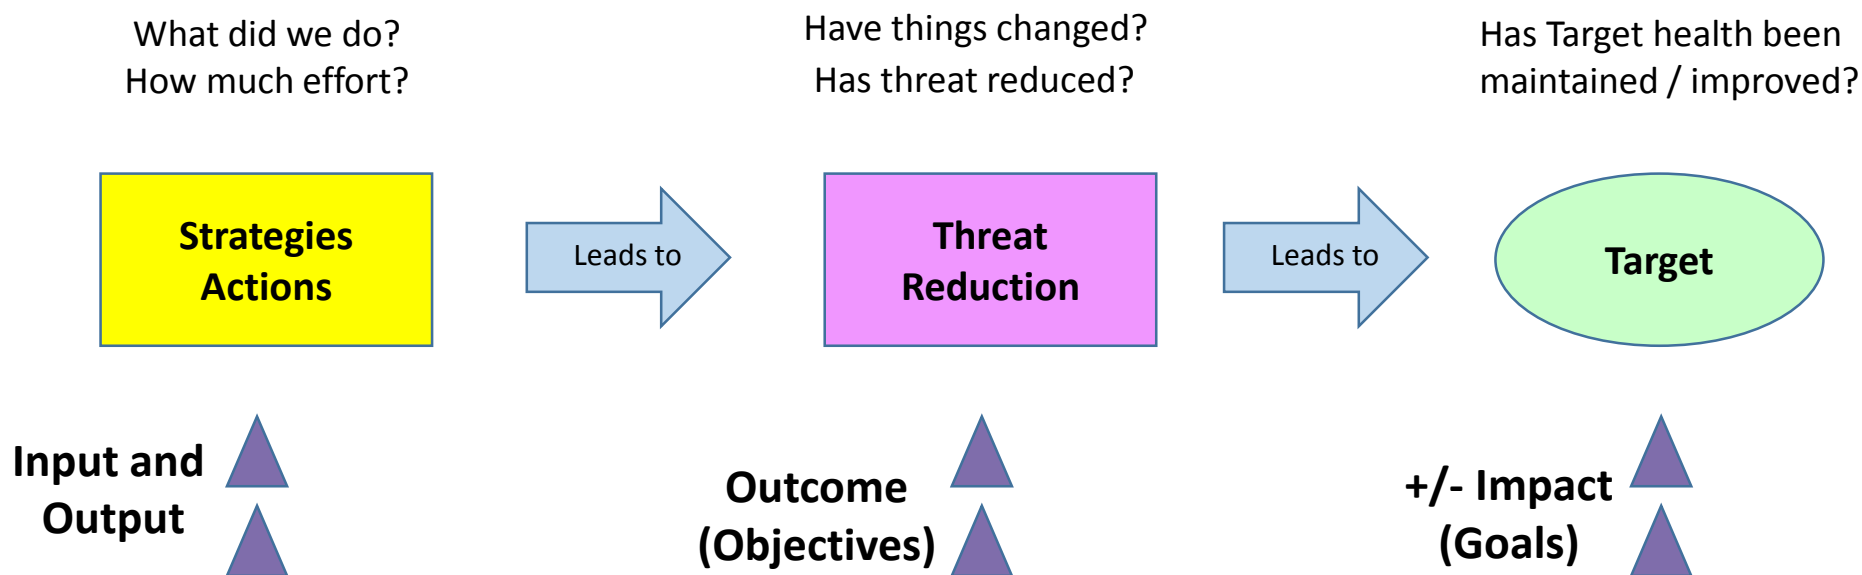 What did we do?
How much effort?
Have things changed?
Has threat reduced?
Has Target health been
maintained / improved?
Strategies
Actions
Leads to
Threat
Reduction
Leads to
Target
Input and
Output
Outcome
(Objectives)
+/- Impact
(Goals)